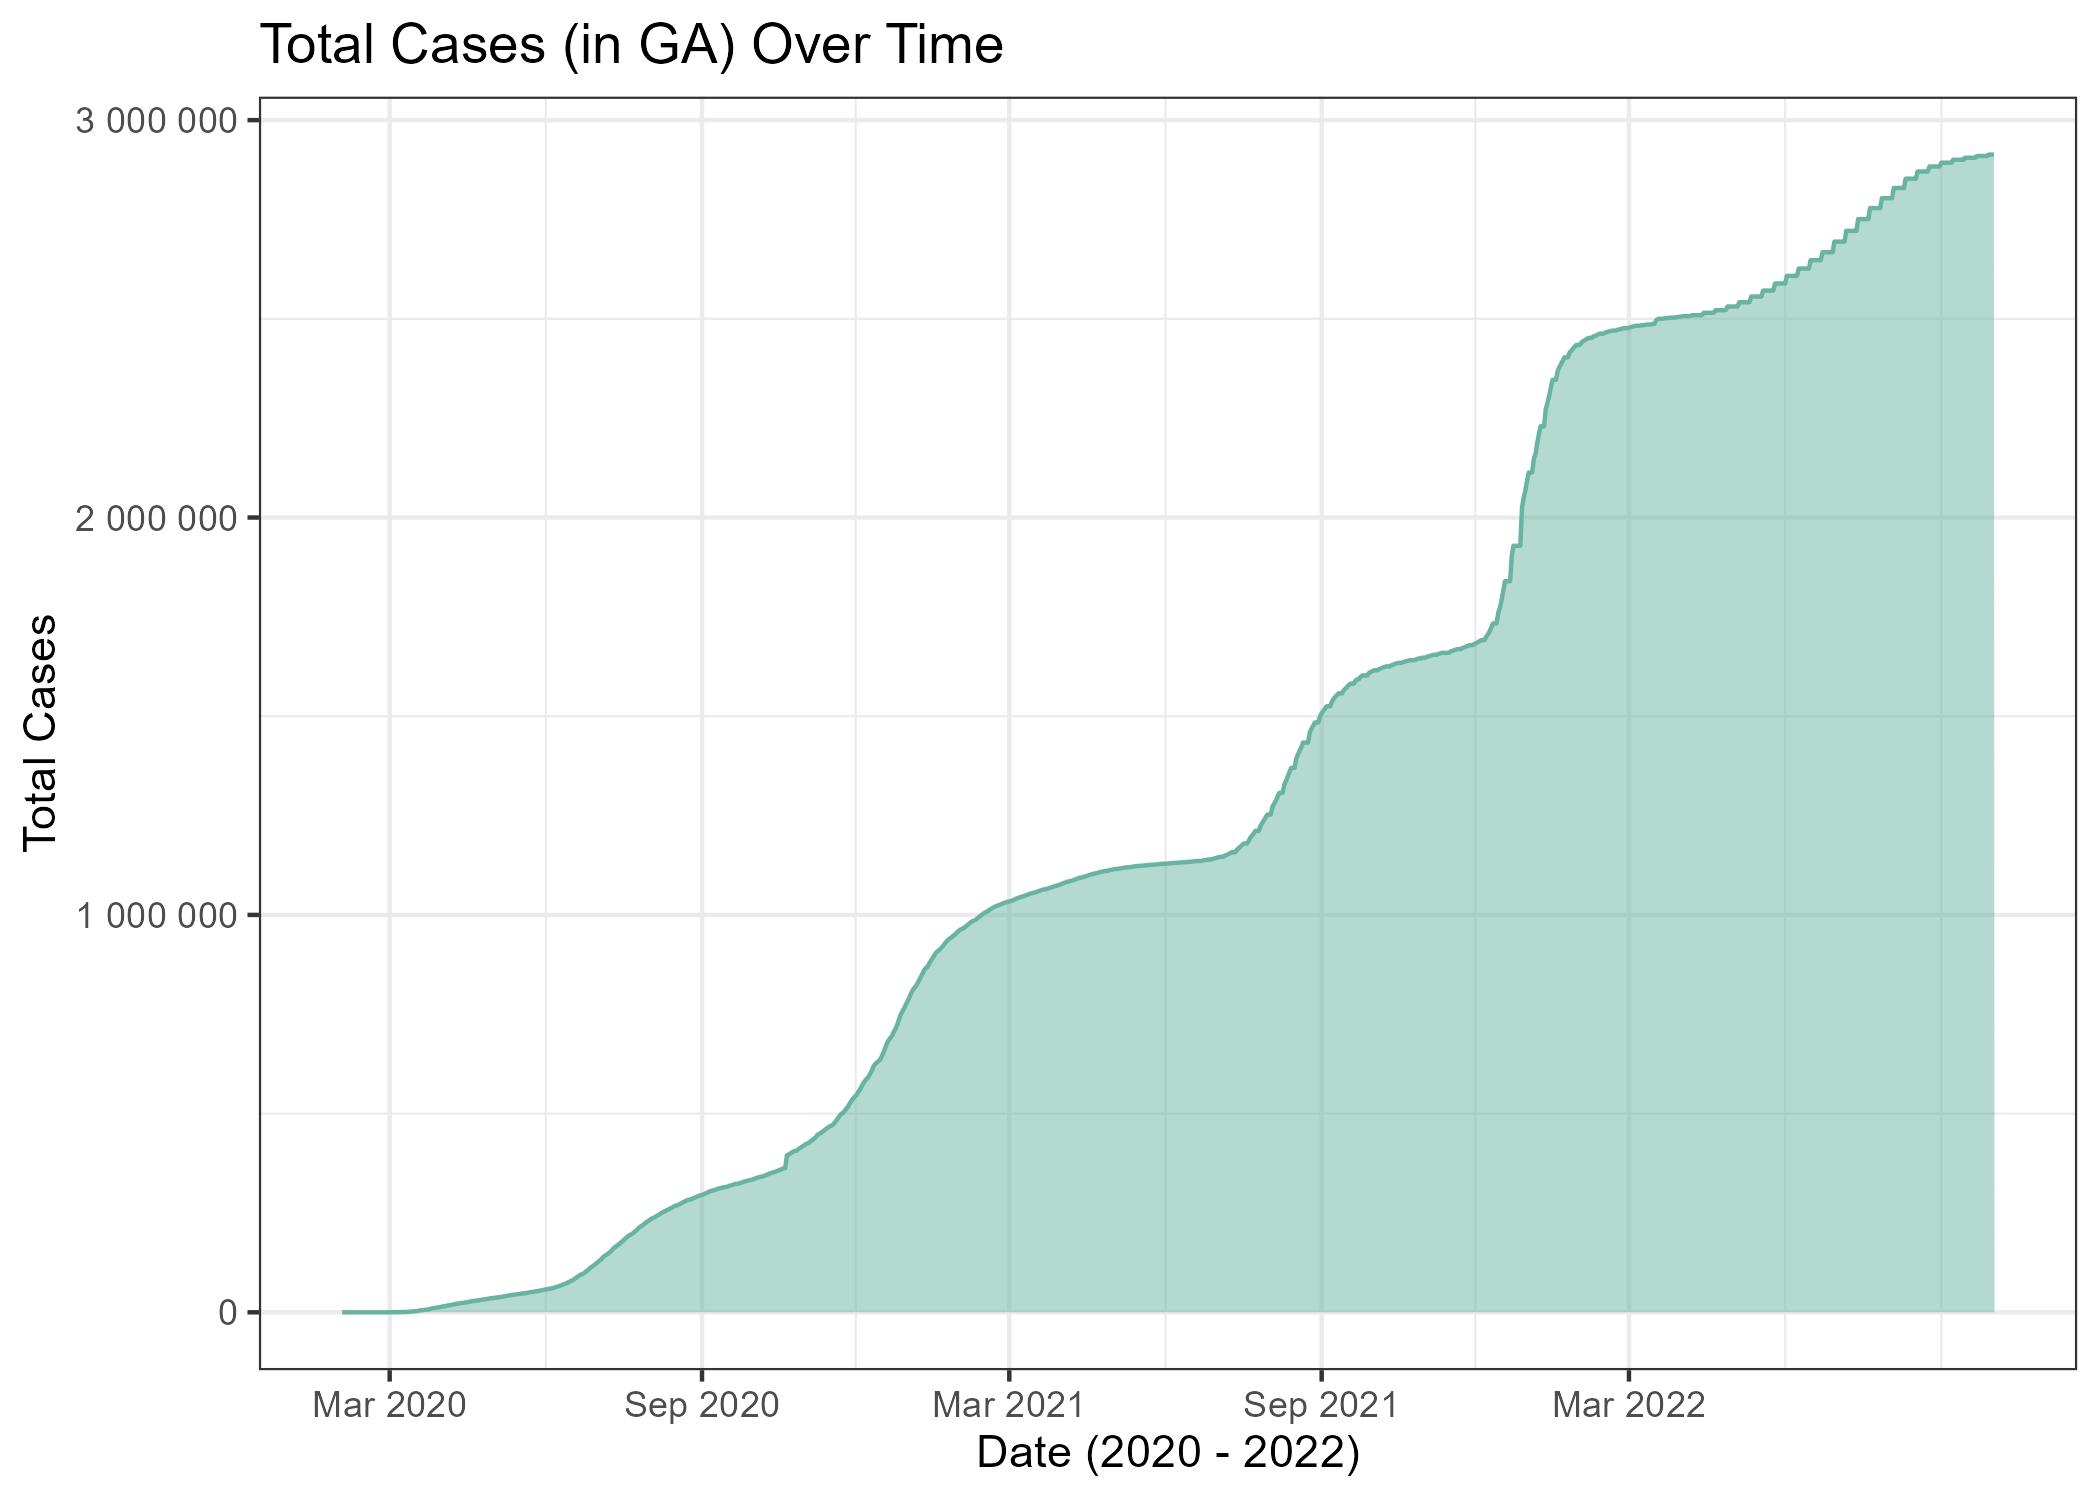 Total Cases (in GA) Over Time
3 000 000
2 000 000
1 000 000
0
Total Cases
Mar 2020 Sep 2020 Mar 2021 Sep 2021 Mar 2022
Date (2020 - 2022)